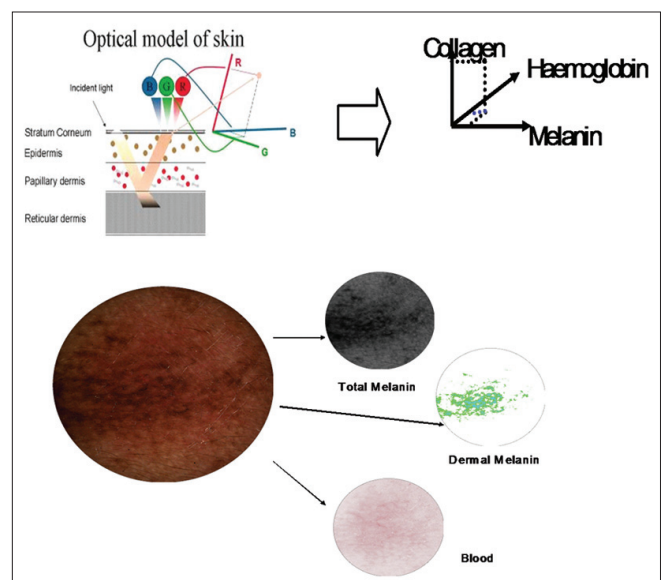 Optical model of skin
Incident light
B G R
R
B
G
Stratum Corneum
Epidermis
Papillary dermis
Reticular dermis
Collagen
Haemoglobin
Melanin
Total Melanin
Dermal Melanin
Blood